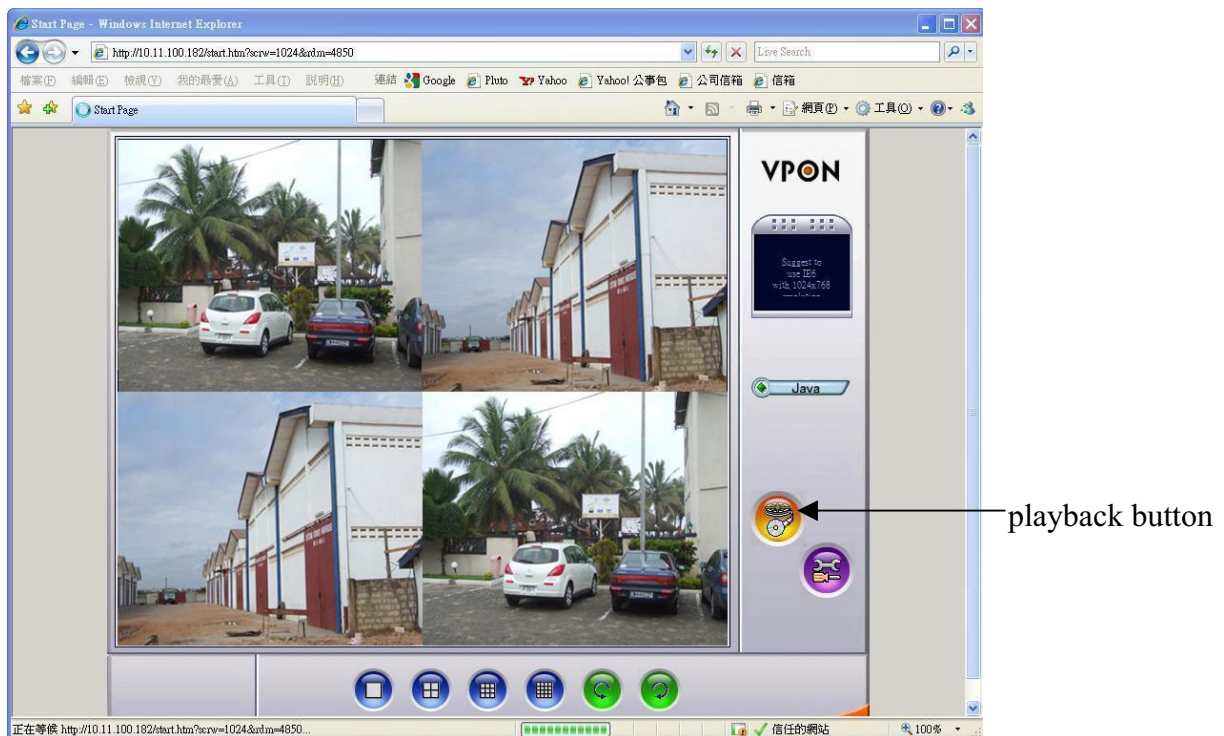 Start Page - Windows Internet Explorer
http://10.11.100.182/start.htm?scrw=1024&rdm=4850
Live Search
檔案(F) 編輯(E) 檢視(V) 我的最愛(A) 工具(T) 說明(H) 連結 Google Pluto Yahoo Yahoo! 公事包 公司信箱 信箱
Start Page
網頁(P) 工具(O)
VPON
Suggest to
use IE6
with 1024x768
resolution
Java
playback button
正在等候 http://10.11.100.182/start.htm?scrw=1024&rdm=4850...
信任的網站
100%